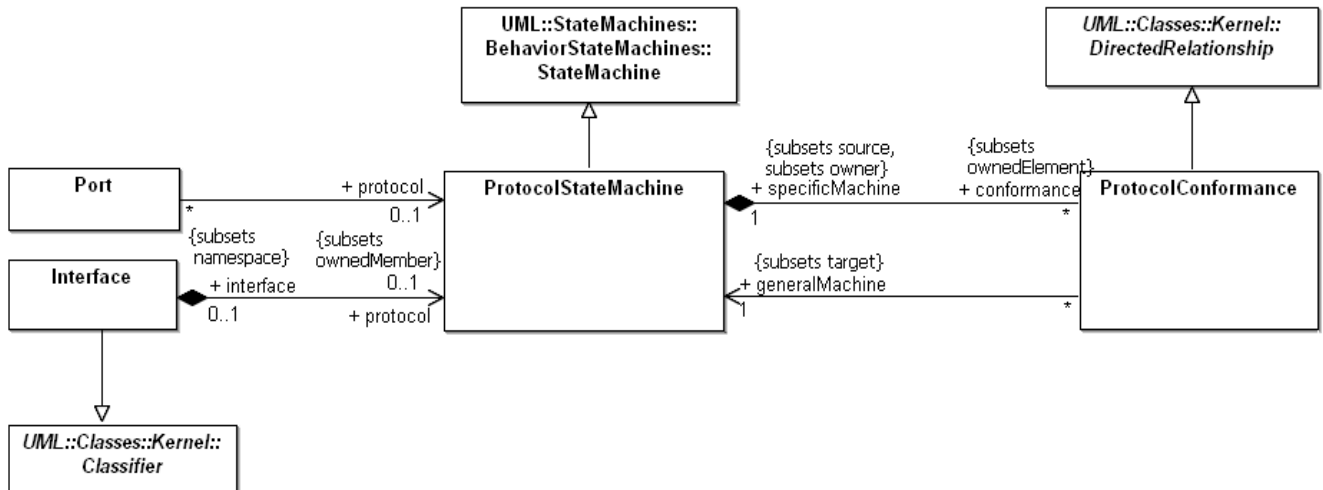 UML::StateMachines::
BehaviorStateMachines::
StateMachine
UML::Classes::Kernel::
DirectedRelationship
Port
+ protocol
*
0..1
ProtocolStateMachine
{subsets source,
subsets owner}
+ specificMachine
1
{subsets
ownedElement}
+ conformance
*
ProtocolConformance
{subsets
namespace}
+ interface
0..1
{subsets
ownedMember}
0..1
+ protocol
Interface
{subsets target}
+ generalMachine
1
*
UML::Classes::Kernel::
Classifier